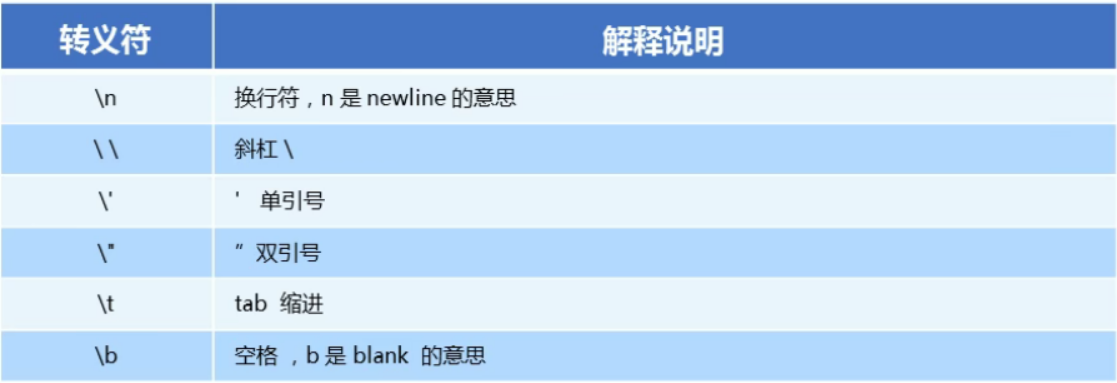 转义符 解释说明
\n 换行符，n 是 newline 的意思
\ \ 斜杠 \
\' ' 单引号
\" " 双引号
\t tab 缩进
\b 空格 ，b 是 blank 的意思